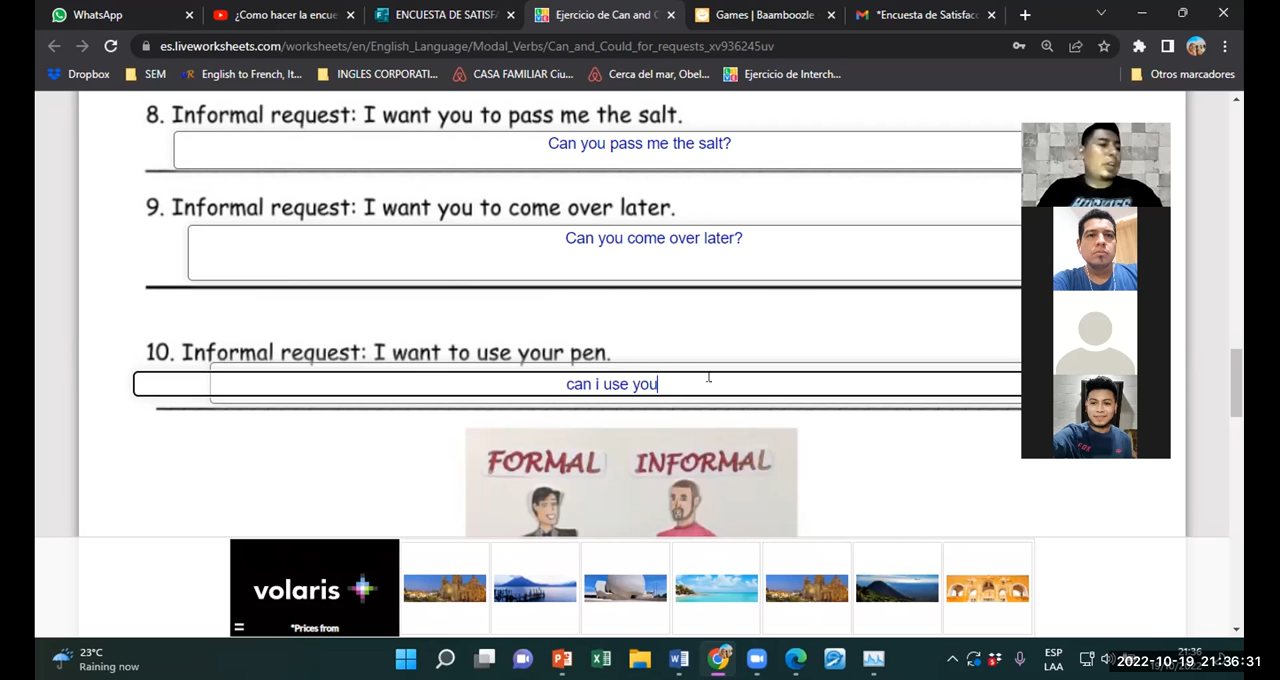 WhatsApp
¿Como hacer la encue
ENCUESTA DE SATISFA
Ejercicio de Can and C
Games | Baamboozle
*Encuesta de Satisfacc
es.liveworksheets.com/worksheets/en/English_Language/Modal_Verbs/Can_and_Could_for_requests_xv936245uv
Dropbox
SEM
English to French, It...
INGLES CORPORATI...
CASA FAMILIAR Ciu...
Cerca del mar, Obel...
Ejercicio de Interch...
Otros marcadores
8. Informal request: I want you to pass me the salt.
Can you pass me the salt?
9. Informal request: I want you to come over later.
Can you come over later?
10. Informal request: I want to use your pen.
can i use you
FORMAL INFORMAL
volaris
*Prices from
23°C
Raining now
ESP
LAA
21:36
2022-10-19 21:36:31